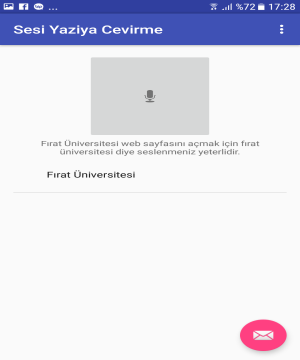 ... %72 17:28
Sesi Yaziya Cevirme
Fırat Üniversitesi web sayfasını açmak için fırat
üniversitesi diye seslenmeniz yeterlidir.
Fırat Üniversitesi